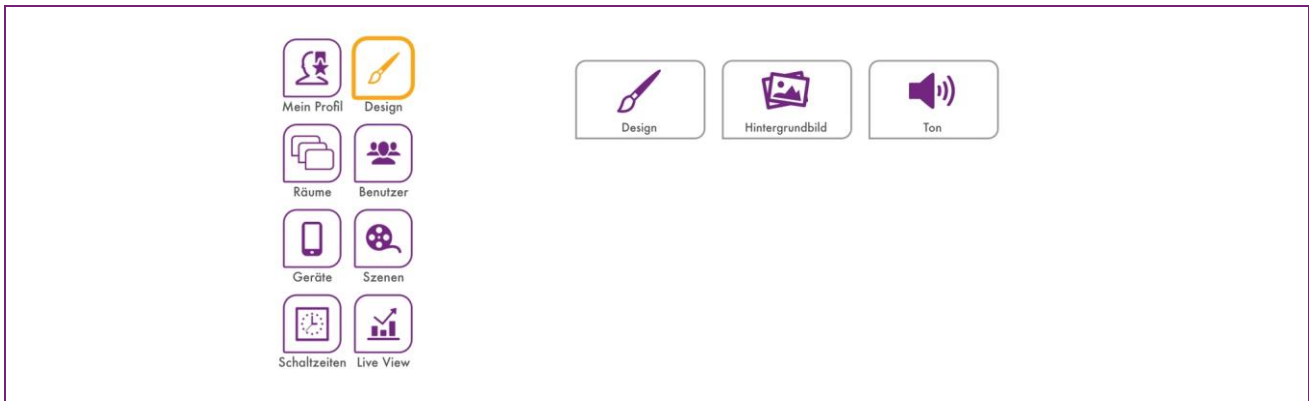 Mein Profil Design
Räume Benutzer
Geräte Szenen
Schaltzeiten Live View
Design Hintergrundbild Ton